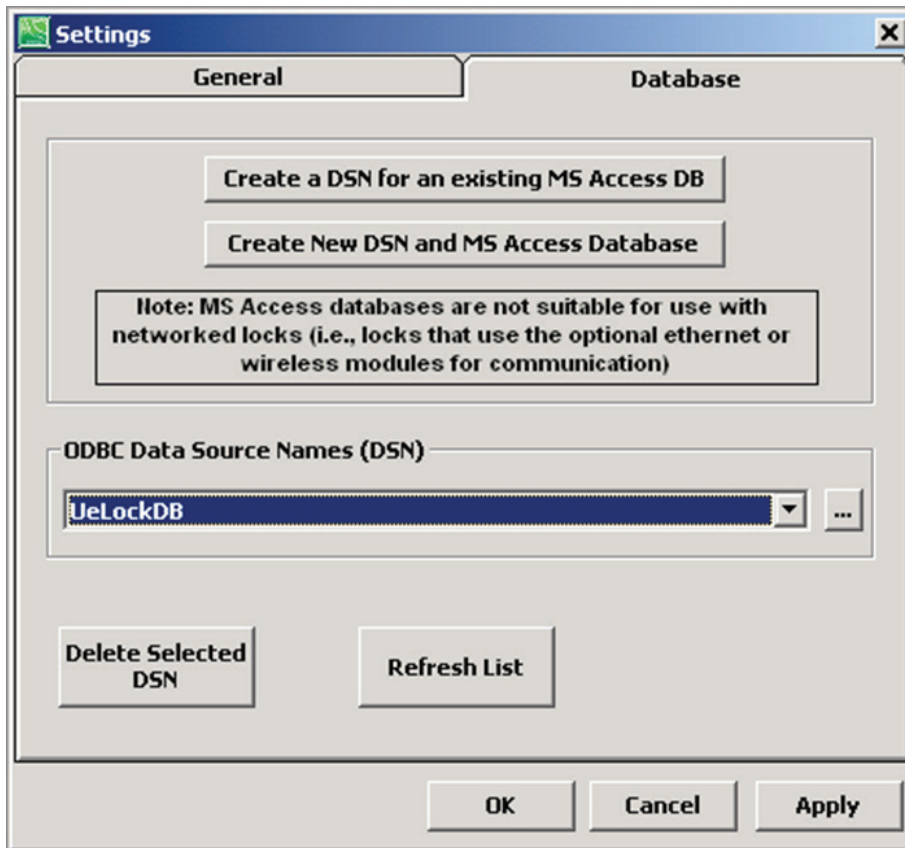 Settings
General
Database
Create a DSN for an existing MS Access DB
Create New DSN and MS Access Database
Note: MS Access databases are not suitable for use with
networked locks (i.e., locks that use the optional ethernet or
wireless modules for communication)
ODBC Data Source Names (DSN)
UeLockDB
...
Delete Selected
DSN
Refresh List
OK
Cancel
Apply